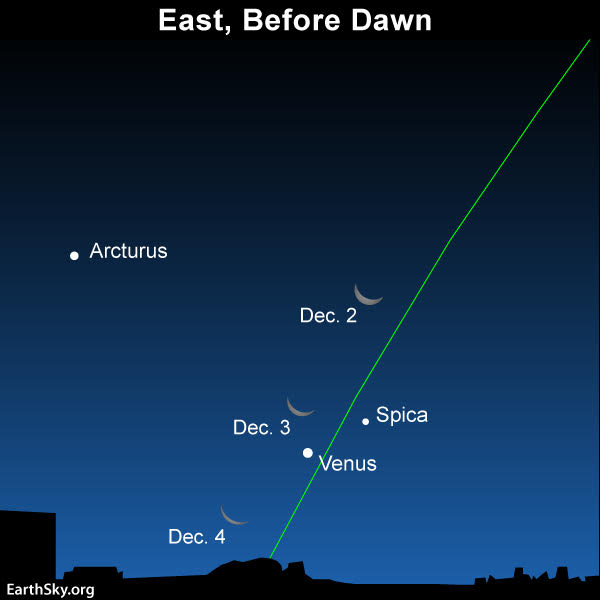 East, Before Dawn
Arcturus
Dec. 2
Spica
Dec. 3
Venus
Dec. 4
EarthSky.org